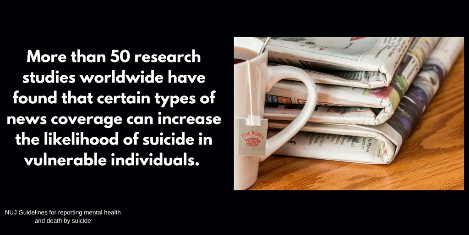 More than 50 research
studies worldwide have
found that certain types of
news coverage can increase
the likelihood of suicide in
vulnerable individuals.
NUJ Guidelines for reporting mental health
and death by suicide